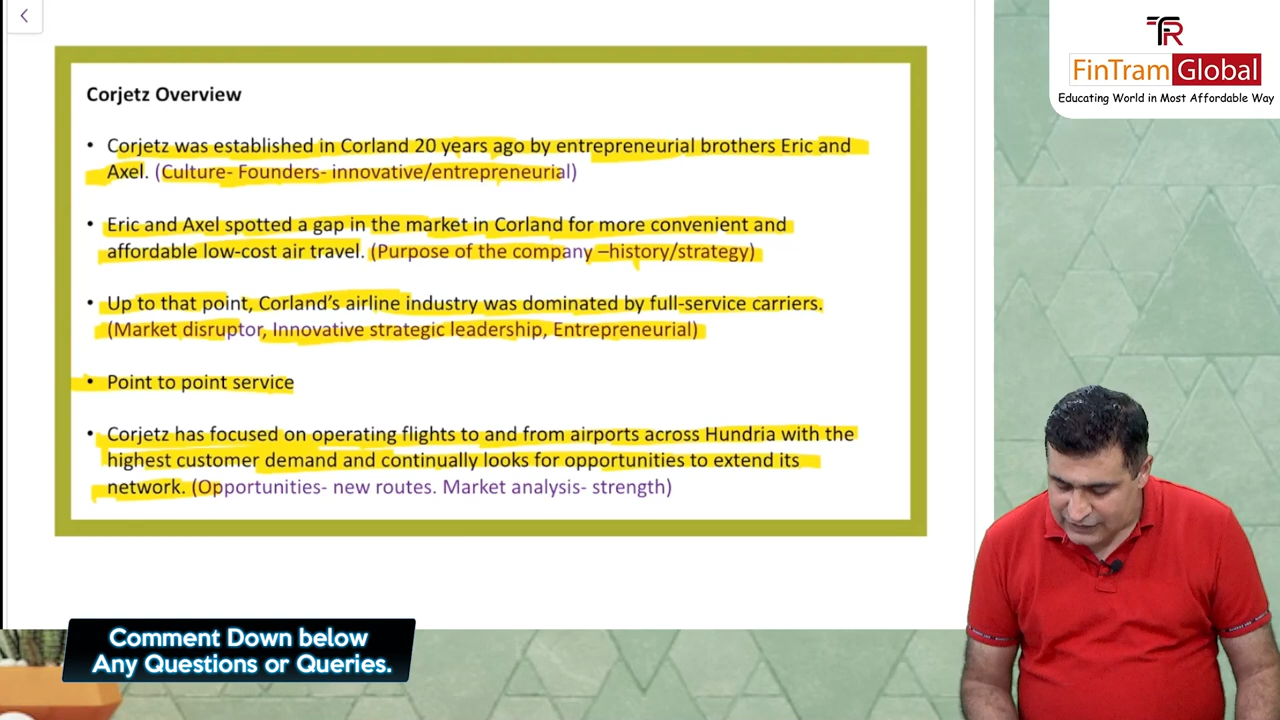 Corjetz Overview
• Corjetz was established in Corland 20 years ago by entrepreneurial brothers Eric and
Axel. (Culture- Founders- innovative/entrepreneurial)
• Eric and Axel spotted a gap in the market in Corland for more convenient and
affordable low-cost air travel. (Purpose of the company –history/strategy)
• Up to that point, Corland’s airline industry was dominated by full-service carriers.
(Market disruptor, Innovative strategic leadership, Entrepreneurial)
• Point to point service
• Corjetz has focused on operating flights to and from airports across Hundria with the
highest customer demand and continually looks for opportunities to extend its
network. (Opportunities- new routes. Market analysis- strength)
FinTram Global
Educating World in Most Affordable Way
Comment Down below
Any Questions or Queries.